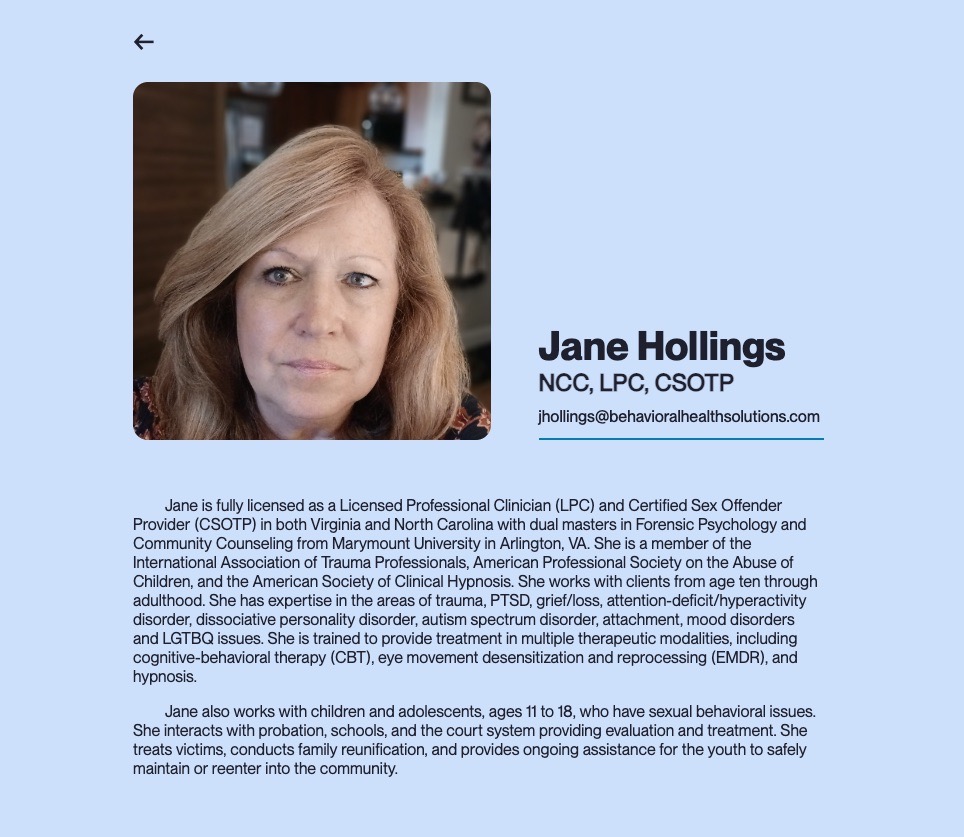 Jane Hollings
NCC, LPC, CSOTP
jhollings@behavioralhealthsolutions.com
Jane is fully licensed as a Licensed Professional Clinician (LPC) and Certified Sex Offender
Provider (CSOTP) in both Virginia and North Carolina with dual masters in Forensic Psychology and
Community Counseling from Marymount University in Arlington, VA. She is a member of the
International Association of Trauma Professionals, American Professional Society on the Abuse of
Children, and the American Society of Clinical Hypnosis. She works with clients from age ten through
adulthood. She has expertise in the areas of trauma, PTSD, grief/loss, attention-deficit/hyperactivity
disorder, dissociative personality disorder, autism spectrum disorder, attachment, mood disorders
and LGTBQ issues. She is trained to provide treatment in multiple therapeutic modalities, including
cognitive-behavioral therapy (CBT), eye movement desensitization and reprocessing (EMDR), and
hypnosis.
Jane also works with children and adolescents, ages 11 to 18, who have sexual behavioral issues.
She interacts with probation, schools, and the court system providing evaluation and treatment. She
treats victims, conducts family reunification, and provides ongoing assistance for the youth to safely
maintain or reenter into the community.